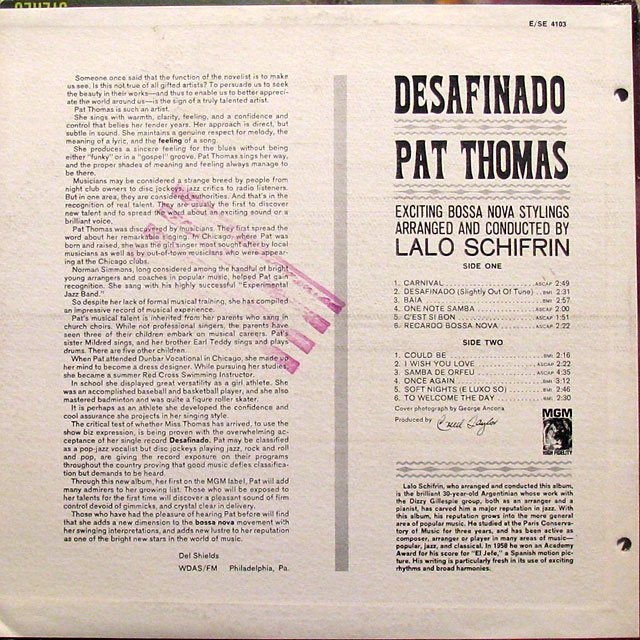 E/SE 4103
Someone once said that the function of the novelist is to make
us see. Is this not true of all gifted artists? To persuade us to seek
the beauty in their works—and thus to enable us to better appreci-
ate the world around us—is the sign of a truly talented artist.
Pat Thomas is such an artist.
She sings with warmth, clarity, feeling, and a confidence and
control that belies her tender years. Her approach is direct, but
subtle in sound. She maintains a genuine respect for melody, the
meaning of a lyric, and the feeling of a song.
She produces a sincere feeling for the blues without being
either "funky" or in a "gospel" groove. Pat Thomas sings her way,
and the proper shades of meaning and feeling always manage to
be there.
Musicians may be considered a strange breed by people from
night club owners to disc jockeys, jazz critics to radio listeners.
But in one area, they are considered authorities. And that's in the
recognition of real talent. They are usually the first to discover
new talent and to spread the word about an exciting sound or a
brilliant voice.
Pat Thomas was discovered by musicians. They first spread the
word about her remarkable singing. In Chicago, where Pat was
born and raised, she was the girl singer most sought after by local
musicians as well as by out-of-town musicians who were appear-
ing at the Chicago clubs.
Norman Simmons, long considered among the handful of bright
young arrangers and coaches in popular music, helped Pat gain
recognition. She sang with his highly successful "Experimental
Jazz Band."
So despite her lack of formal musical training, she has compiled
an impressive record of musical experience.
Pat's musical talent is inherited from her parents who sang in
church choirs. While not professional singers, the parents have
seen three of their children embark on musical careers. Pat's
sister Mildred sings, and her brother Earl Teddy sings and plays
drums. There are five other children.
When Pat attended Dunbar Vocational in Chicago, she made up
her mind to become a dress designer. While pursuing her studies
she became a summer Red Cross Swimming Instructor.
In school she displayed great versatility as a girl athlete. She
was an accomplished baseball and basketball player, and she also
mastered badminton and was quite a figure roller skater.
It is perhaps as an athlete she developed the confidence and
cool assurance she projects in her singing style.
The critical test of whether Miss Thomas has arrived, to use the
show biz expression, is being proven with the overwhelming ac-
ceptance of her single record Desafinado. Pat may be classified
as a pop-jazz vocalist but disc jockeys playing jazz, rock and roll
and pop, are giving the record exposure on their programs
throughout the country proving that good music defies classifica-
tion but demands to be heard.
Through this new album, her first on the MGM label, Pat will add
many admirers to her growing list. Those who will be exposed to
her talents for the first time will discover a pleasant sound of firm
control devoid of gimmicks, and crystal clear in delivery.
Those who have had the pleasure of hearing Pat before will find
that she adds a new dimension to the bossa nova movement with
her swinging interpretations, and adds new lustre to her reputation
as one of the bright new stars in the world of music.
Del Shields
WDAS/FM Philadelphia, Pa.
DESAFINADO
PAT THOMAS
EXCITING BOSSA NOVA STYLINGS
ARRANGED AND CONDUCTED BY
LALO SCHIFRIN
SIDE ONE
1. CARNIVAL ASCAP 2:49
2. DESAFINADO (Slightly Out Of Tune) BMI 2:31
3. BAIA BMI 2:57
4. ONE NOTE SAMBA ASCAP 2:00
5. C'EST SI BON ASCAP 1:51
6. RECARDO BOSSA NOVA ASCAP 2:22
SIDE TWO
1. COULD BE BMI 2:16
2. I WISH YOU LOVE ASCAP 2:22
3. SAMBA DE ORFEU ASCAP 4:35
4. ONCE AGAIN BMI 3:12
5. SOFT NIGHTS (E LUXO SO) BMI 2:46
6. TO WELCOME THE DAY BMI 2:30
Cover photograph by George Ancona
Produced by Creed Taylor
MGM
HIGH FIDELITY
Lalo Schifrin, who arranged and conducted this album,
is the brilliant 30-year-old Argentinian whose work with
the Dizzy Gillespie group, both as an arranger and a
pianist, has carved him a major reputation in jazz. With
this album, his reputation grows into the more general
area of popular music. He studied at the Paris Conserva-
tory of Music for three years, and has been active as
composer, arranger or player in many areas of music—
popular, jazz, and classical. In 1958 he won an Academy
Award for his score for "El Jefe," a Spanish motion pic-
ture. His writing is particularly fresh in its use of exciting
rhythms and broad harmonies.